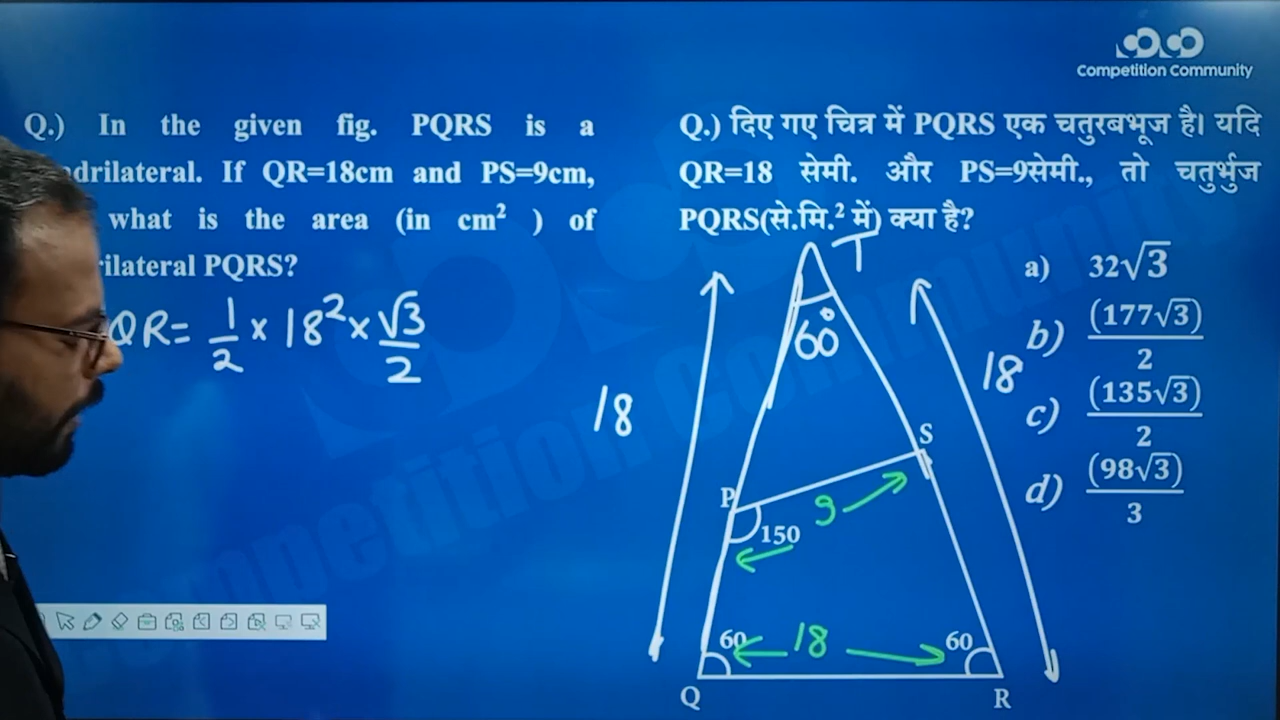 Competition Community
Q.) In the given fig. PQRS is a
drilateral. If QR=18cm and PS=9cm,
what is the area (in cm² ) of
rilateral PQRS?
QR = 1/2 × 18² × √3/2
Q.) दिए गए चित्र में PQRS एक चतुरबभूज है। यदि
QR=18 सेमी. और PS=9सेमी., तो चतुर्भुज
PQRS(से.मि.² में) क्या है?
a) 32√3
b) (177√3)/2
c) (135√3)/2
d) (98√3)/3
T
60°
18
18
S
P
9
150
60
18
60
Q
R